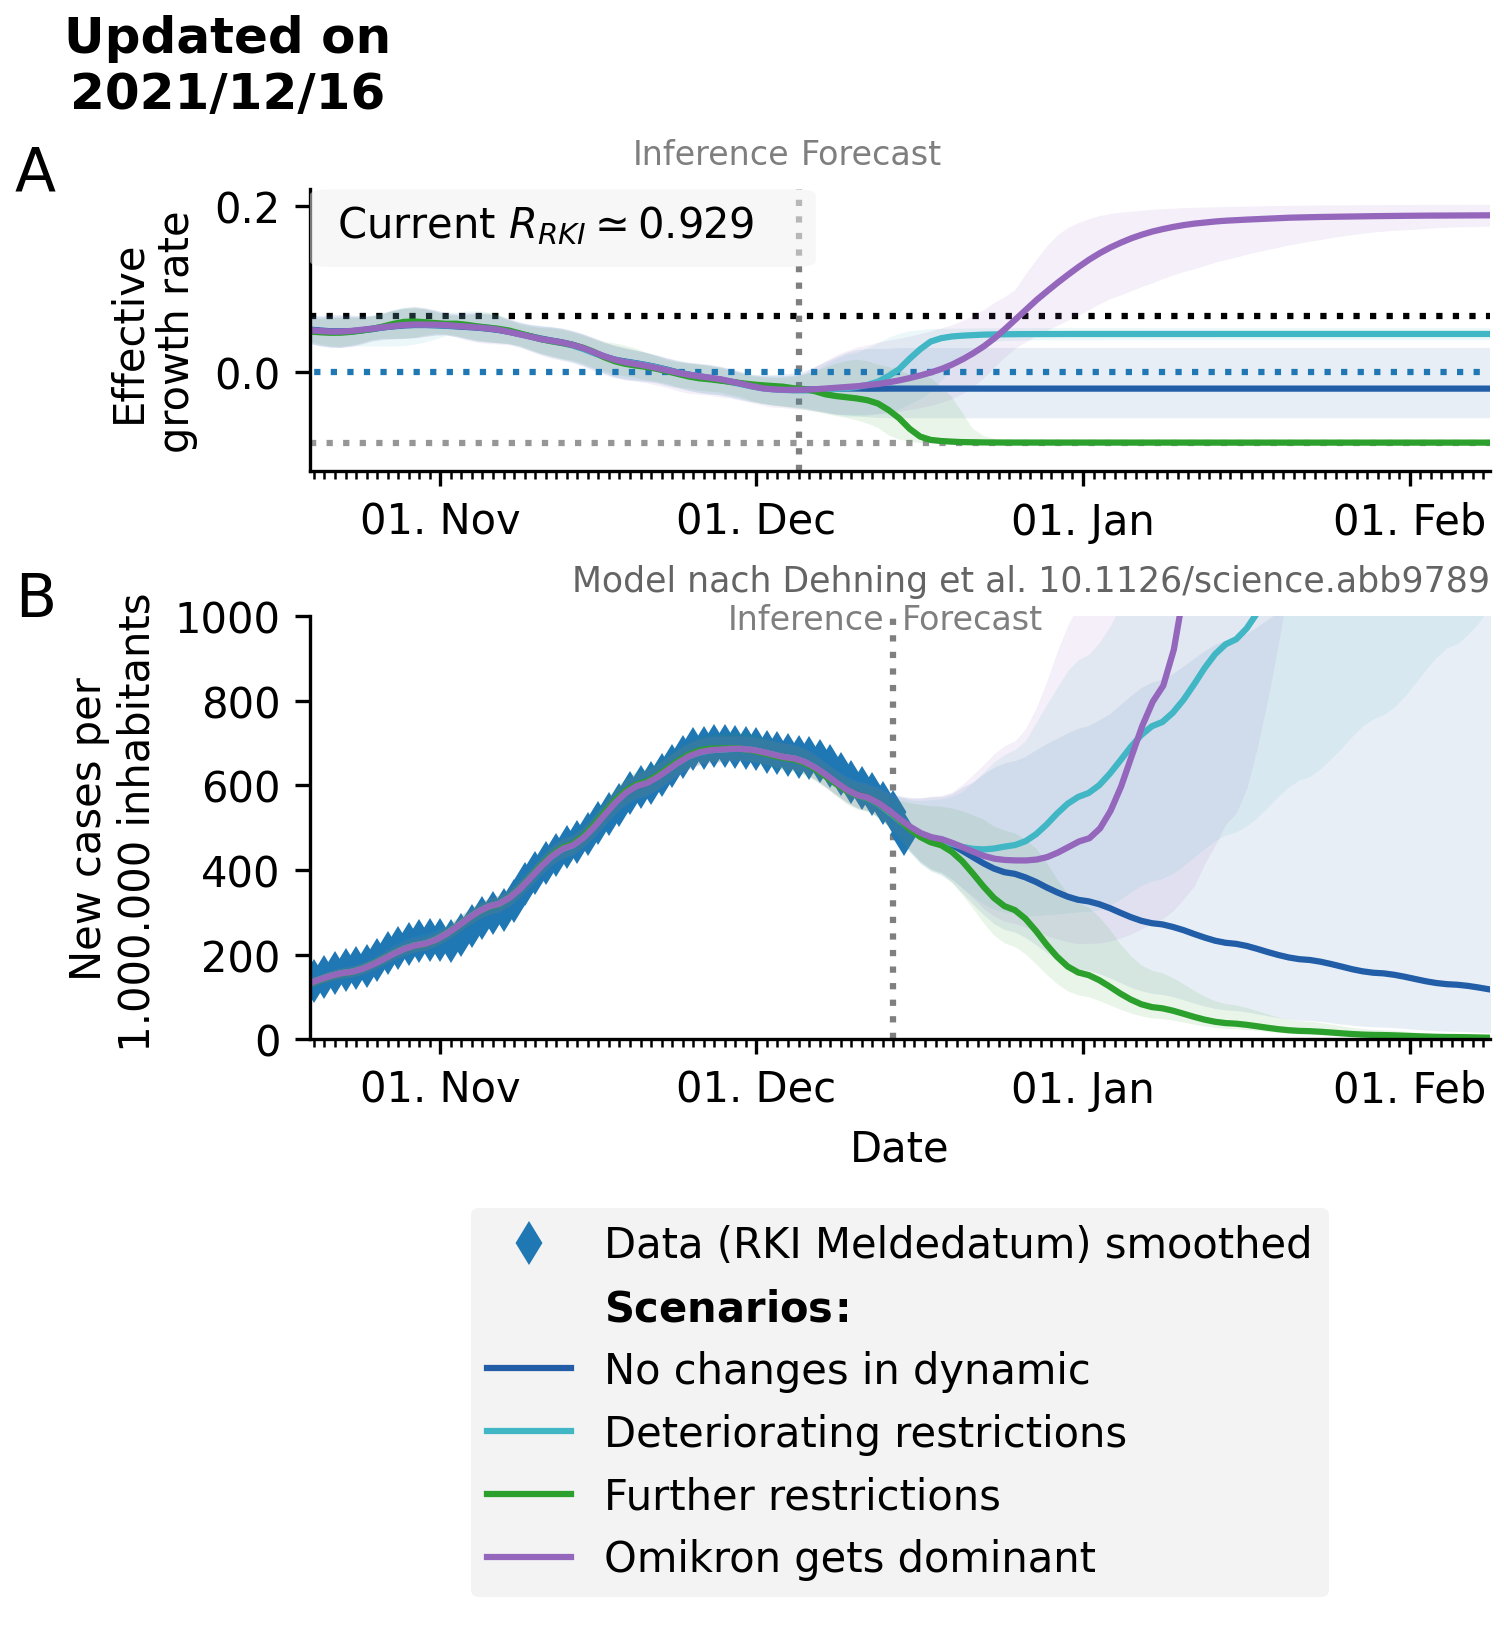 Updated on
2021/12/16
A
Inference Forecast
Effective
growth rate
0.2
0.0
Current R_RKI ≃ 0.929
01. Nov 01. Dec 01. Jan 01. Feb
B
Model nach Dehning et al. 10.1126/science.abb9789
Inference Forecast
New cases per
1.000.000 inhabitants
1000
800
600
400
200
0
01. Nov 01. Dec 01. Jan 01. Feb
Date
Data (RKI Meldedatum) smoothed
Scenarios:
No changes in dynamic
Deteriorating restrictions
Further restrictions
Omikron gets dominant